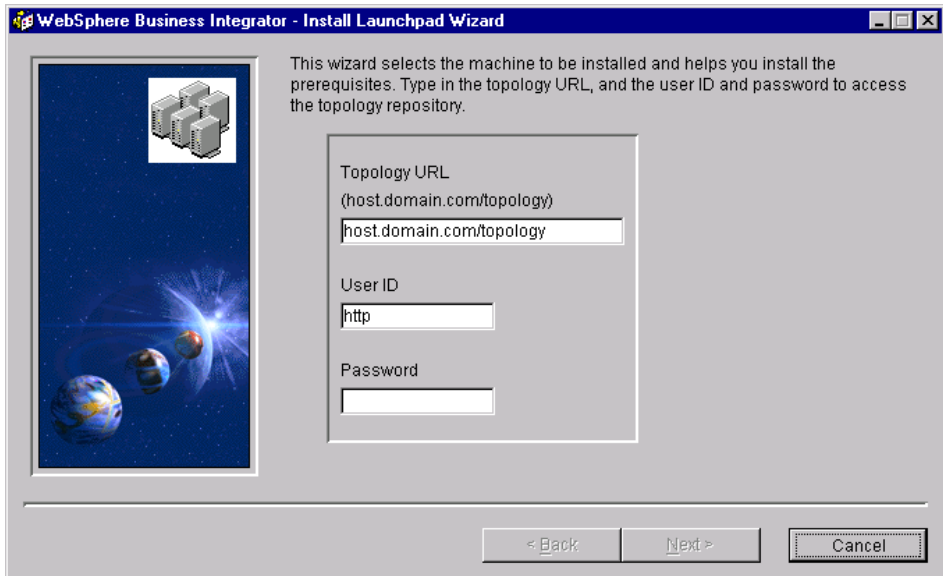 WebSphere Business Integrator - Install Launchpad Wizard
This wizard selects the machine to be installed and helps you install the
prerequisites. Type in the topology URL, and the user ID and password to access
the topology repository.
Topology URL
(host.domain.com/topology)
host.domain.com/topology
User ID
http
Password
< Back
Next >
Cancel